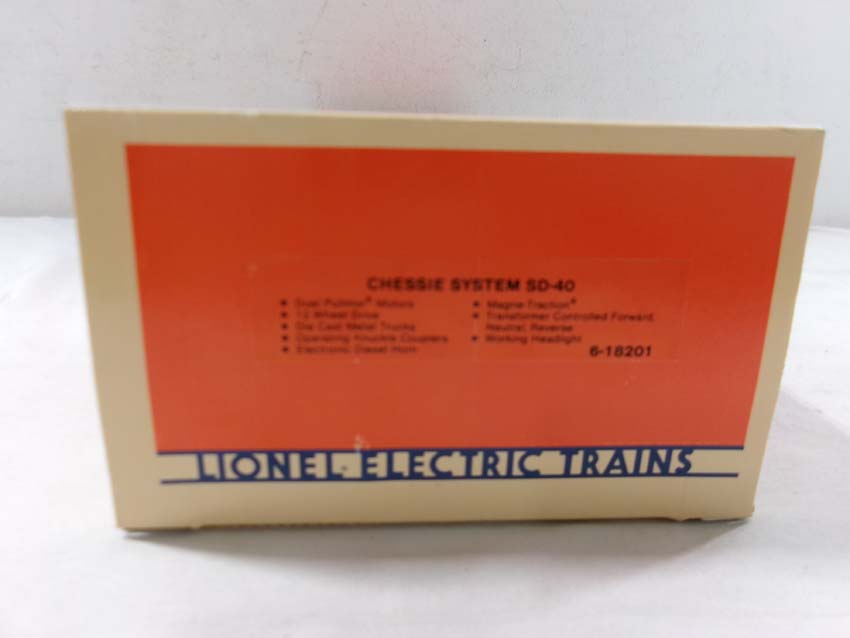 CHESSIE SYSTEM SD-40
• Dual Pullmor® Motors
• 12 Wheel Drive
• Die Cast Metal Trucks
• Operating Knuckle Couplers
• Electronic Diesel Horn
• Magne-Traction®
• Transformer Controlled Forward,
Neutral, Reverse
• Working Headlight
6-18201
LIONEL ELECTRIC TRAINS